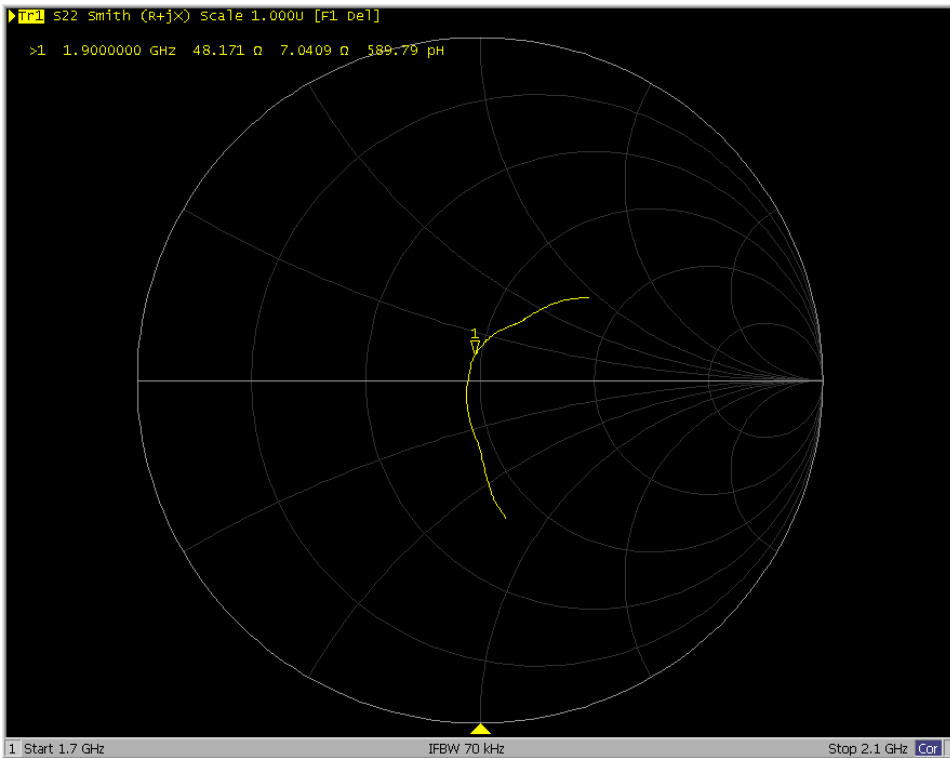 Tr1 S22 Smith (R+jX) Scale 1.000U [F1 Del]
>1 1.9000000 GHz 48.171 Ω 7.0409 Ω 589.79 pH
1
1 Start 1.7 GHz IFBW 70 kHz Stop 2.1 GHz Cor